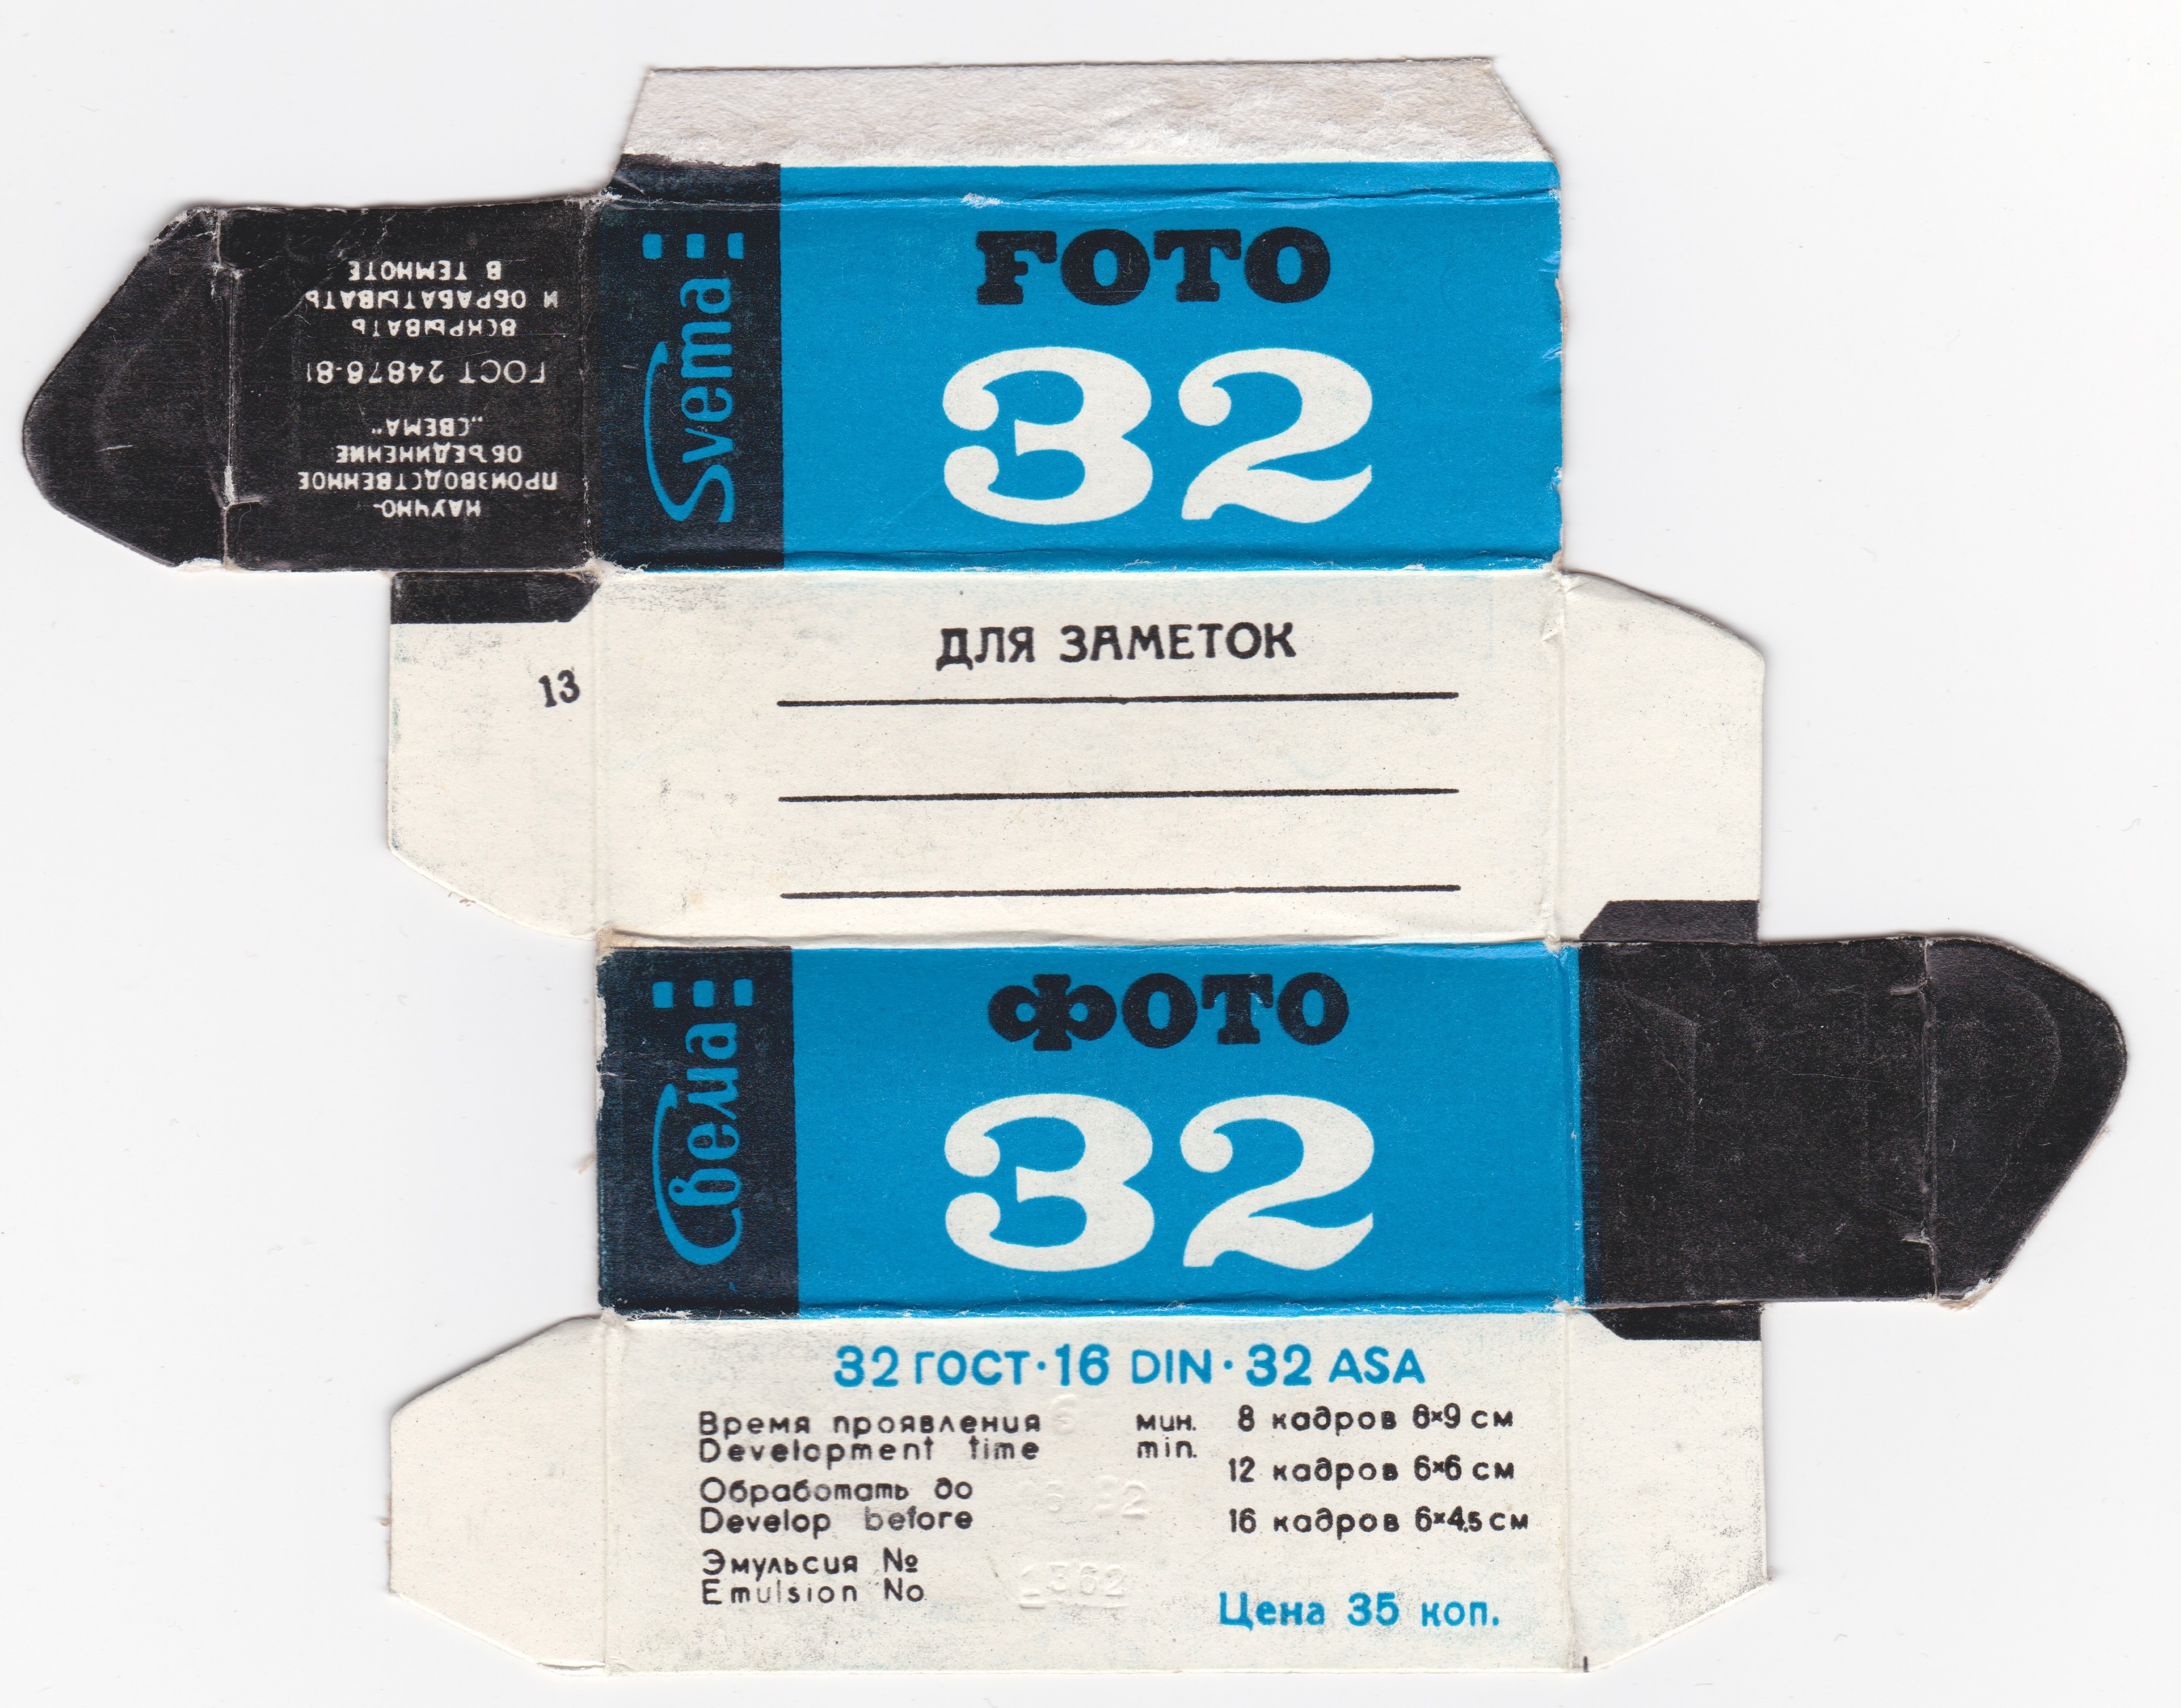 FOTO
32
Svema
НАУЧНО-
ПРОИЗВОДСТВЕННОЕ
ОБЪЕДИНЕНИЕ
„СВЕМА"
ГОСТ 24876-81
ВСКРЫВАТЬ
И ОБРАБАТЫВАТЬ
В ТЕМНОТЕ
ДЛЯ ЗАМЕТОК
13
ФОТО
32
Свема
32 ГОСТ·16 DIN·32 ASA
Время проявления 6 мин.
Development time min.
Обработать до
Develop before
Эмульсия №
Emulsion No
8 кадров 6×9 см
12 кадров 6×6 см
16 кадров 6×4,5 см
Цена 35 коп.